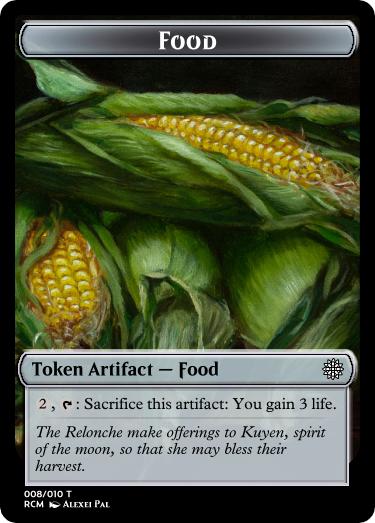 Food
Token Artifact — Food
2 , T: Sacrifice this artifact: You gain 3 life.
The Relonche make offerings to Kuyen, spirit
of the moon, so that she may bless their
harvest.
008/010 T
RCM Alexei Pal